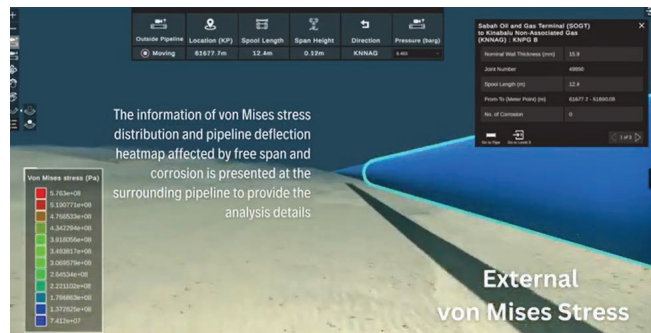 Outside Pipeline Location (KP) Spool Length Span Height Direction Pressure (barg)
Moving 61677.7m 12.4m 0.12m KNNAG
Sabah Oil and Gas Terminal (SOGT)
to Kinabalu Non-Associated Gas
(KNNAG) : KNPG B
Nominal Wall Thickness (mm) 15.9
Joint Number
Spool Length (m) 12.4
From-To (Meter Point) (m)
No. of Corrosion 0
Go to Pipe Go to Level 3 1 of 3
The information of von Mises stress
distribution and pipeline deflection
heatmap affected by free span and
corrosion is presented at the
surrounding pipeline to provide the
analysis details
Von Mises stress (Pa)
5.763e+08
5.190771e+08
4.766533e+08
4.342294e+08
3.918056e+08
3.493817e+08
3.069579e+08
2.64534e+08
2.221102e+08
1.796863e+08
1.372625e+08
7.412e+07
External
von Mises Stress